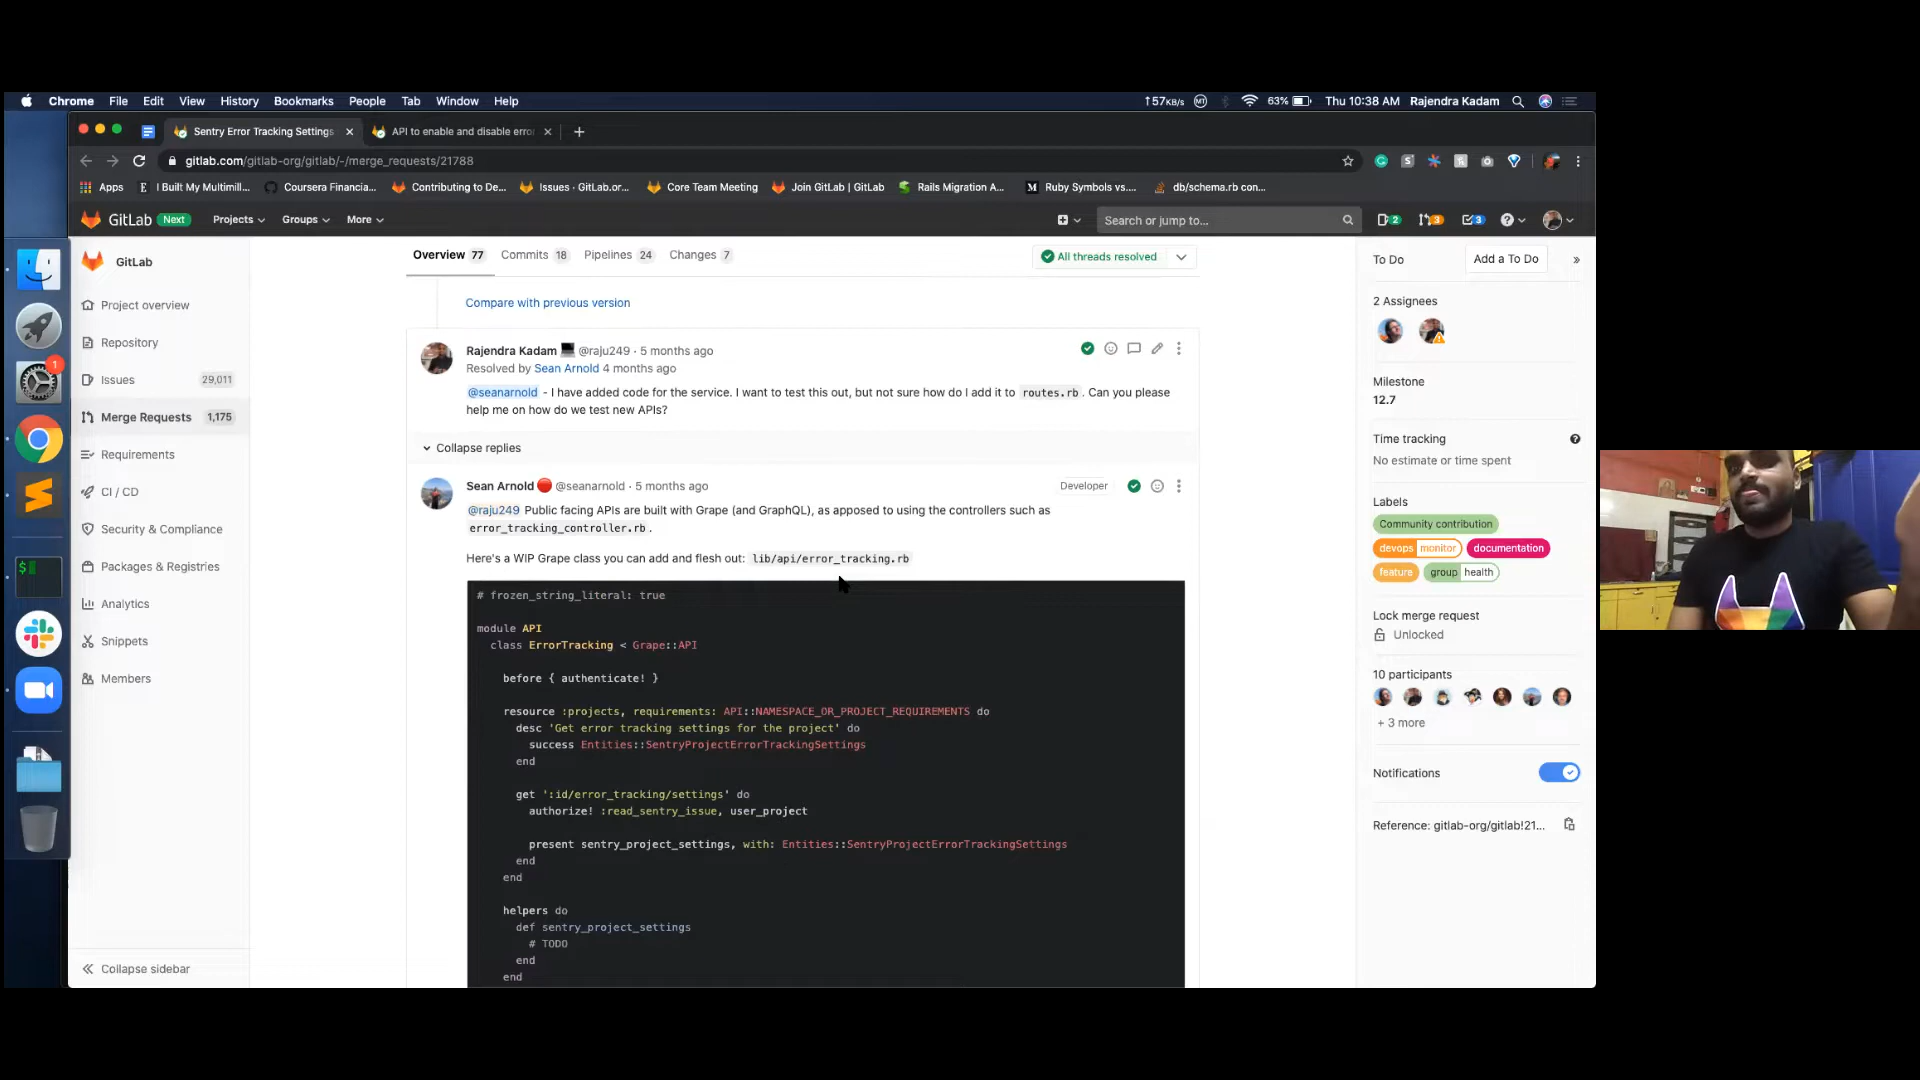 Chrome File Edit View History Bookmarks People Tab Window Help
↑57KB/s 63% Thu 10:38 AM Rajendra Kadam
Sentry Error Tracking Settings × API to enable and disable erro × +
gitlab.com/gitlab-org/gitlab/-/merge_requests/21788
Apps I Built My Multimill... Coursera Financia... Contributing to De... Issues · GitLab.or... Core Team Meeting Join GitLab | GitLab Rails Migration A... Ruby Symbols vs.... db/schema.rb con...
GitLab Next Projects Groups More Search or jump to... 2 3 3
GitLab
Project overview
Repository
Issues 29,011
Merge Requests 1,175
Requirements
CI / CD
Security & Compliance
Packages & Registries
Analytics
Snippets
Members
Collapse sidebar
1
Overview 77 Commits 18 Pipelines 24 Changes 7 All threads resolved
Compare with previous version
Rajendra Kadam @raju249 · 5 months ago
Resolved by Sean Arnold 4 months ago
@seanarnold - I have added code for the service. I want to test this out, but not sure how do I add it to routes.rb. Can you please
help me on how do we test new APIs?
Collapse replies
Sean Arnold @seanarnold · 5 months ago Developer
@raju249 Public facing APIs are built with Grape (and GraphQL), as apposed to using the controllers such as
error_tracking_controller.rb.
Here's a WIP Grape class you can add and flesh out: lib/api/error_tracking.rb
# frozen_string_literal: true
module API
class ErrorTracking < Grape::API
before { authenticate! }
resource :projects, requirements: API::NAMESPACE_OR_PROJECT_REQUIREMENTS do
desc 'Get error tracking settings for the project' do
success Entities::SentryProjectErrorTrackingSettings
end
get ':id/error_tracking/settings' do
authorize! :read_sentry_issue, user_project
present sentry_project_settings, with: Entities::SentryProjectErrorTrackingSettings
end
end
helpers do
def sentry_project_settings
# TODO
end
end
To Do Add a To Do »
2 Assignees
Milestone
12.7
Time tracking
No estimate or time spent
Labels
Community contribution
devops monitor documentation
feature group health
Lock merge request
Unlocked
10 participants
+ 3 more
Notifications
Reference: gitlab-org/gitlab!21...